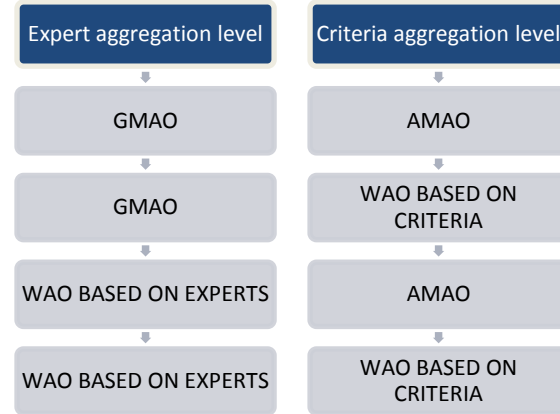 Expert aggregation level
GMAO
GMAO
WAO BASED ON EXPERTS
WAO BASED ON EXPERTS
Criteria aggregation level
AMAO
WAO BASED ON
CRITERIA
AMAO
WAO BASED ON
CRITERIA